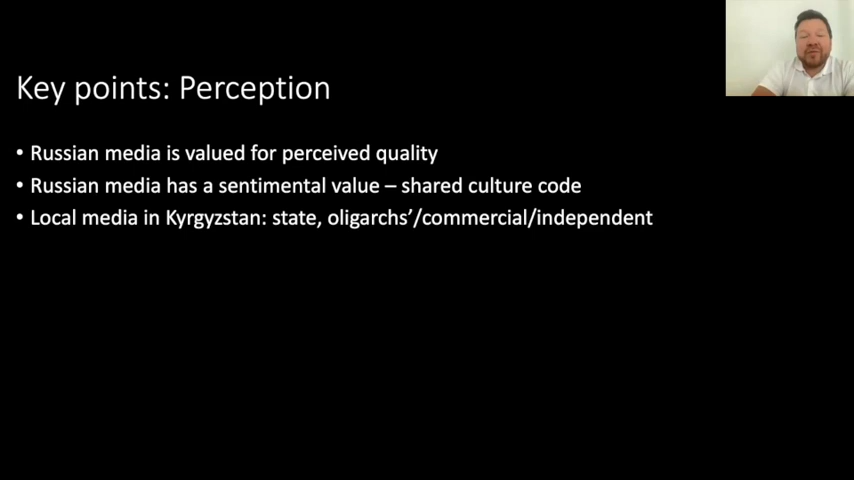 Key points: Perception
• Russian media is valued for perceived quality
• Russian media has a sentimental value – shared culture code
• Local media in Kyrgyzstan: state, oligarchs’/commercial/independent